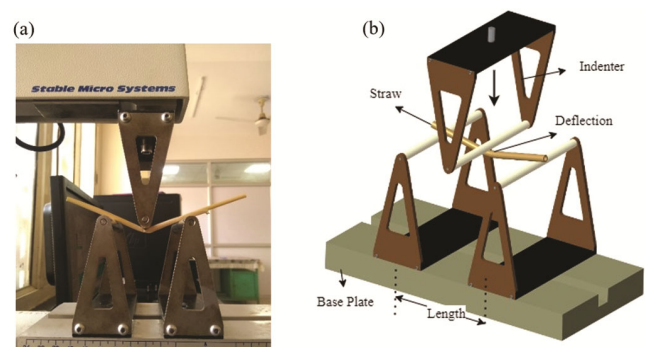 (a)
Stable Micro Systems
(b)
Indenter
Straw
Deflection
Base Plate
Length